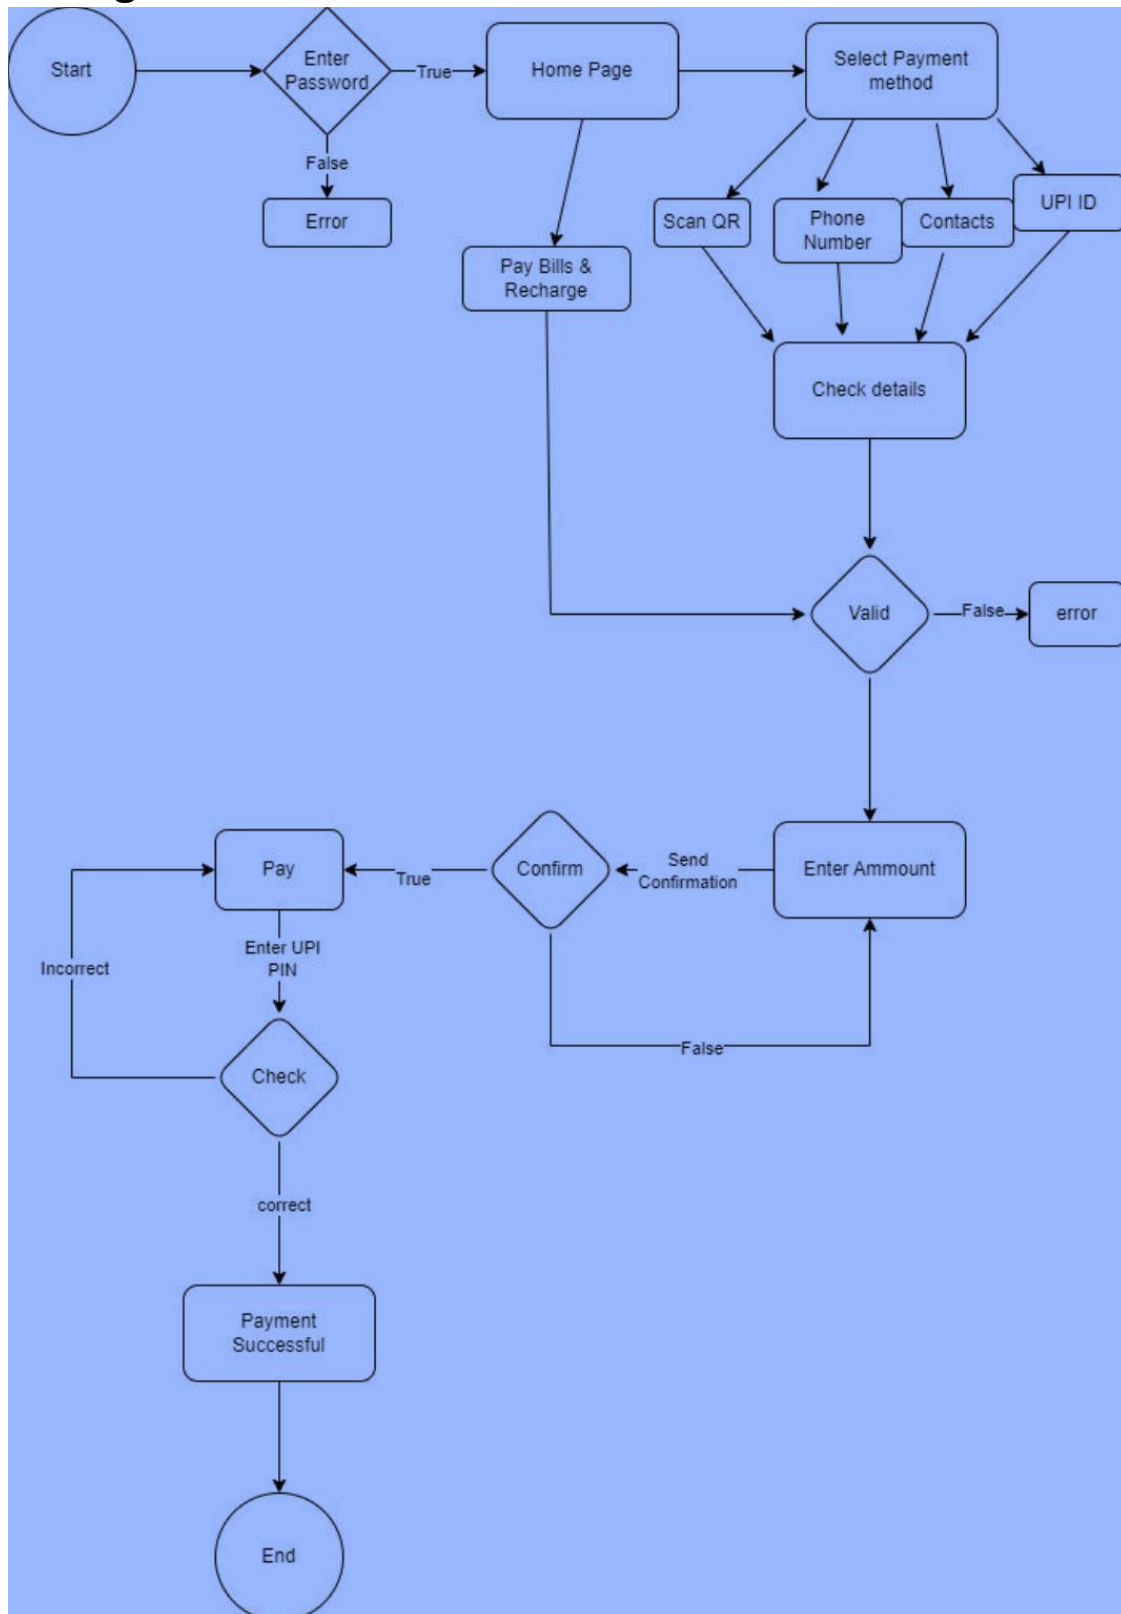 Start
Enter
Password
True
Home Page
Select Payment
method
False
Error
Scan QR
Phone
Number
Contacts
UPI ID
Pay Bills &
Recharge
Check details
Valid
False
error
Enter Ammount
Send
Confirmation
Confirm
True
Pay
False
Enter UPI
PIN
Incorrect
Check
correct
Payment
Successful
End